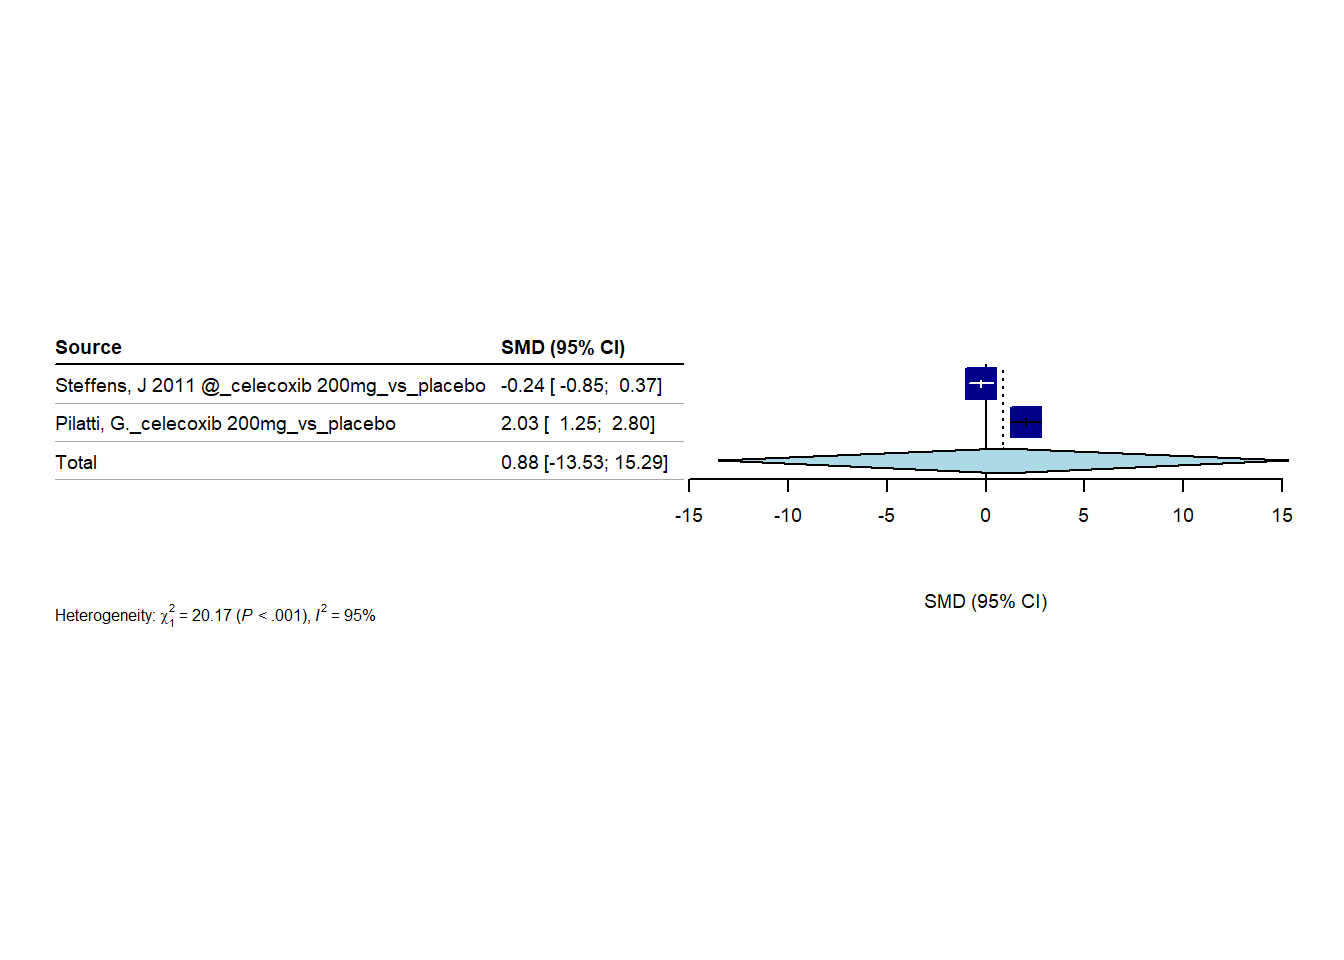 Source SMD (95% CI)
Steffens, J 2011 @_celecoxib 200mg_vs_placebo -0.24 [ -0.85;  0.37]
Pilatti, G._celecoxib 200mg_vs_placebo 2.03 [  1.25;  2.80]
Total 0.88 [-13.53; 15.29]
-15 -10 -5 0 5 10 15
SMD (95% CI)
Heterogeneity: χ²₁ = 20.17 (P < .001), I² = 95%